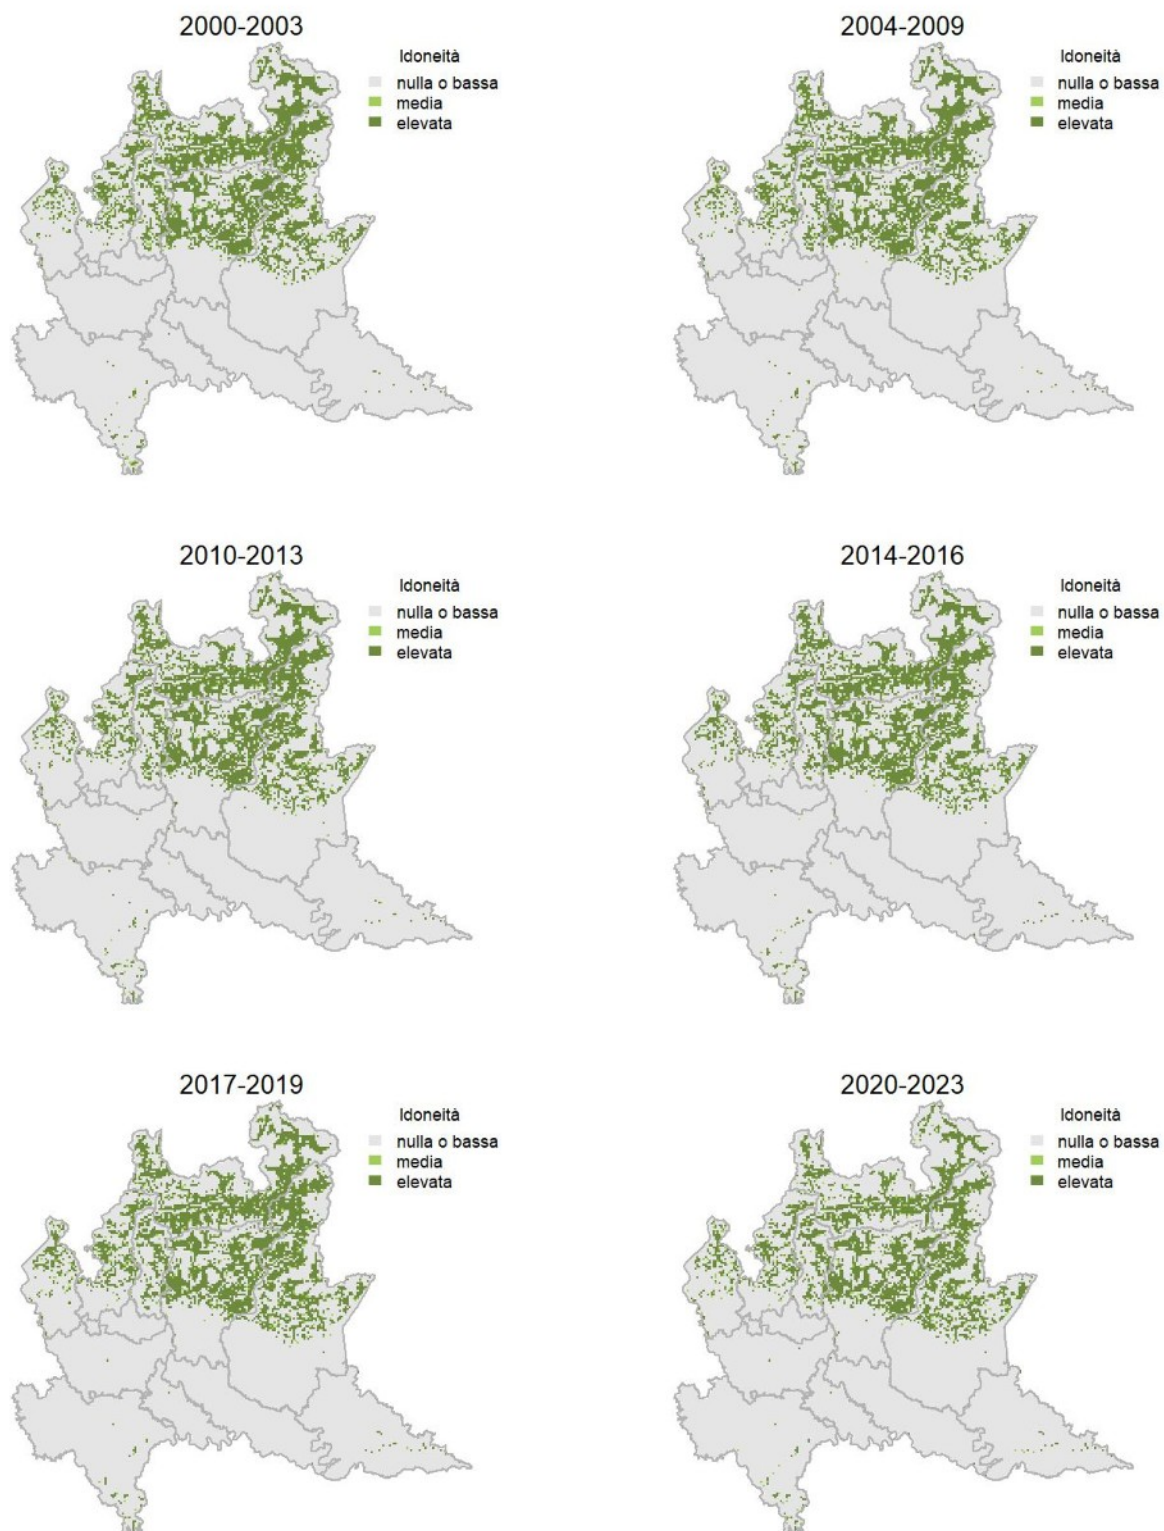 2000-2003
Idoneità
nulla o bassa
media
elevata
2004-2009
Idoneità
nulla o bassa
media
elevata
2010-2013
Idoneità
nulla o bassa
media
elevata
2014-2016
Idoneità
nulla o bassa
media
elevata
2017-2019
Idoneità
nulla o bassa
media
elevata
2020-2023
Idoneità
nulla o bassa
media
elevata